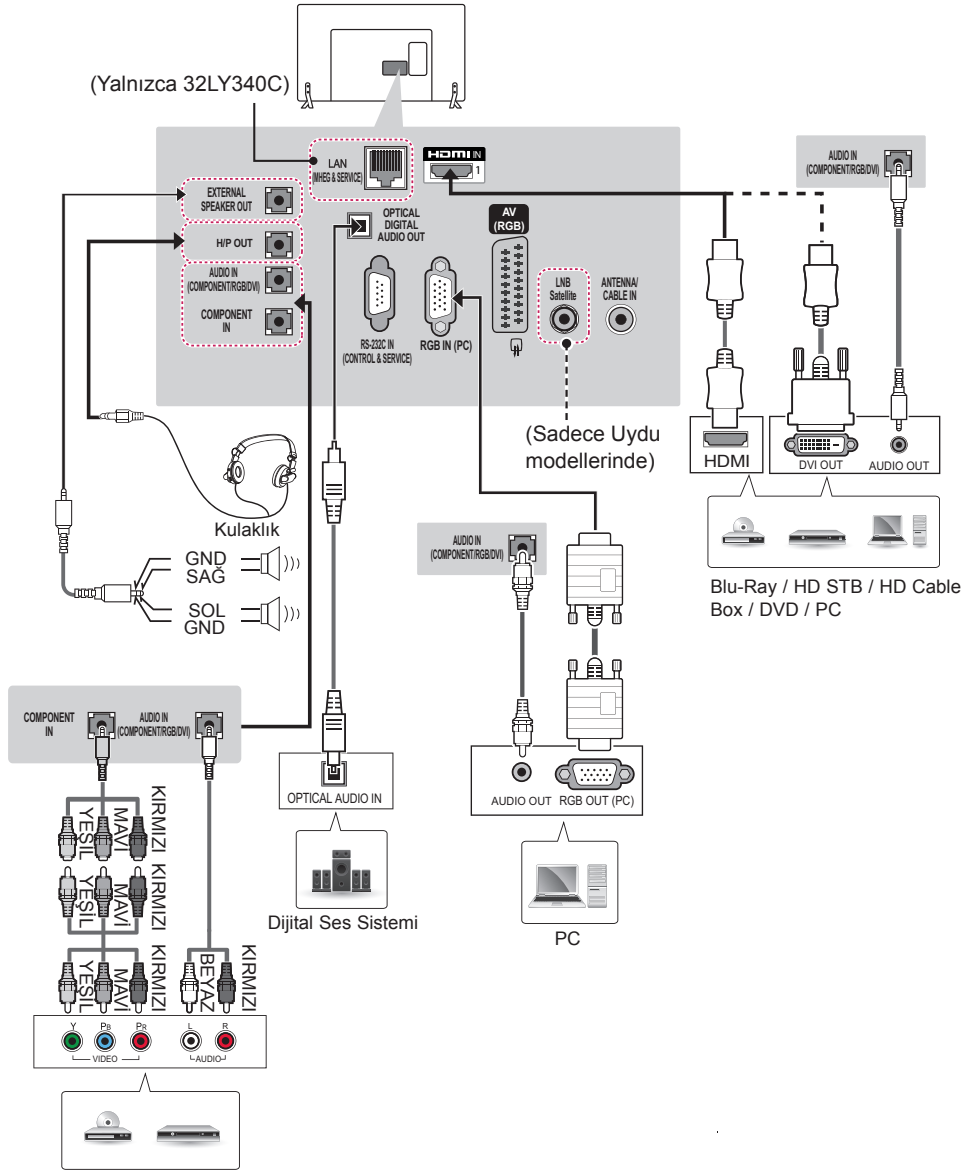 (Yalnızca 32LY340C)
LAN
(MHEG & SERVICE)
HDMI IN
1
EXTERNAL
SPEAKER OUT
H/P OUT
AUDIO IN
(COMPONENT/RGB/DVI)
COMPONENT
IN
OPTICAL
DIGITAL
AUDIO OUT
RS-232C IN
(CONTROL & SERVICE)
RGB IN (PC)
AV
(RGB)
LNB
Satellite
ANTENNA/
CABLE IN
AUDIO IN
(COMPONENT/RGB/DVI)
(Sadece Uydu
modellerinde)
HDMI
DVI OUT
AUDIO OUT
Blu-Ray / HD STB / HD Cable
Box / DVD / PC
Kulaklık
GND
SAĞ
SOL
GND
AUDIO IN
(COMPONENT/RGB/DVI)
AUDIO OUT
RGB OUT (PC)
PC
OPTICAL AUDIO IN
Dijital Ses Sistemi
COMPONENT
IN
AUDIO IN
(COMPONENT/RGB/DVI)
YEŞİL
MAVİ
KIRMIZI
YEŞİL
MAVİ
KIRMIZI
YEŞİL
MAVİ
KIRMIZI
BEYAZ
KIRMIZI
Y
PB
PR
L
R
VIDEO
AUDIO